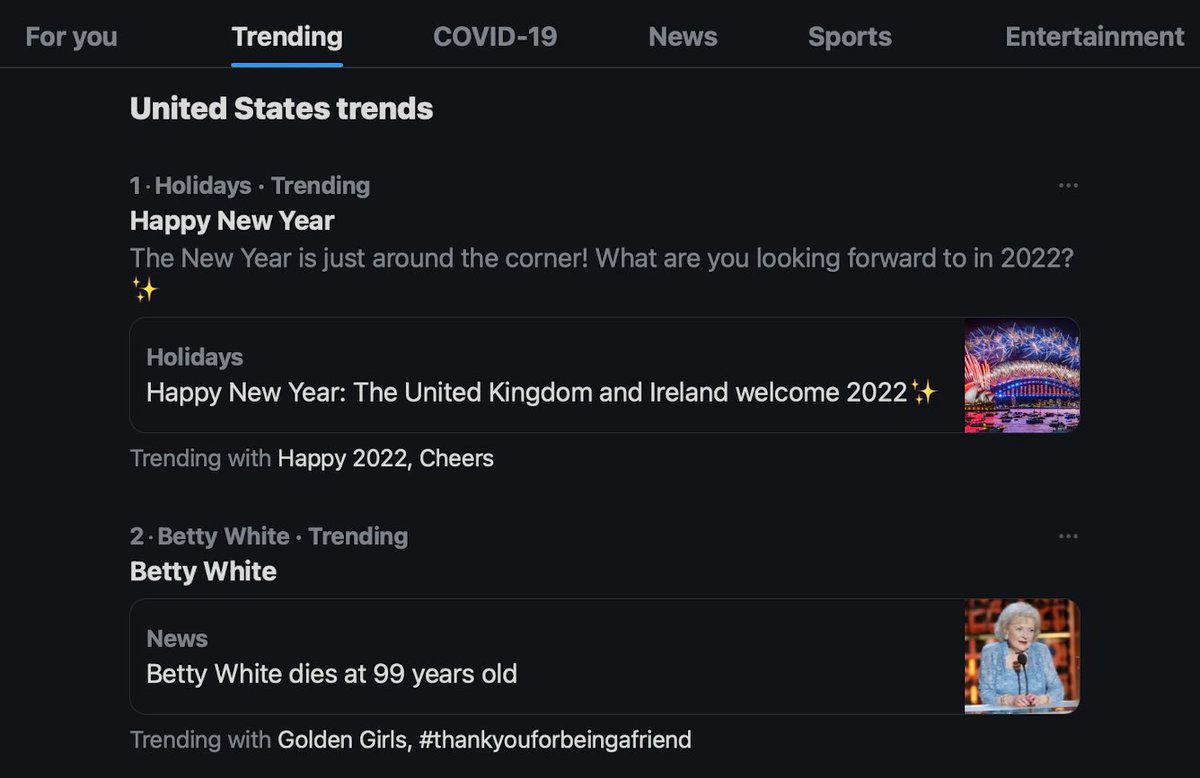 For you Trending COVID-19 News Sports Entertainment
United States trends
1 · Holidays · Trending
Happy New Year
The New Year is just around the corner! What are you looking forward to in 2022?
✨
Holidays
Happy New Year: The United Kingdom and Ireland welcome 2022✨
Trending with Happy 2022, Cheers
2 · Betty White · Trending
Betty White
News
Betty White dies at 99 years old
Trending with Golden Girls, #thankyouforbeingafriend